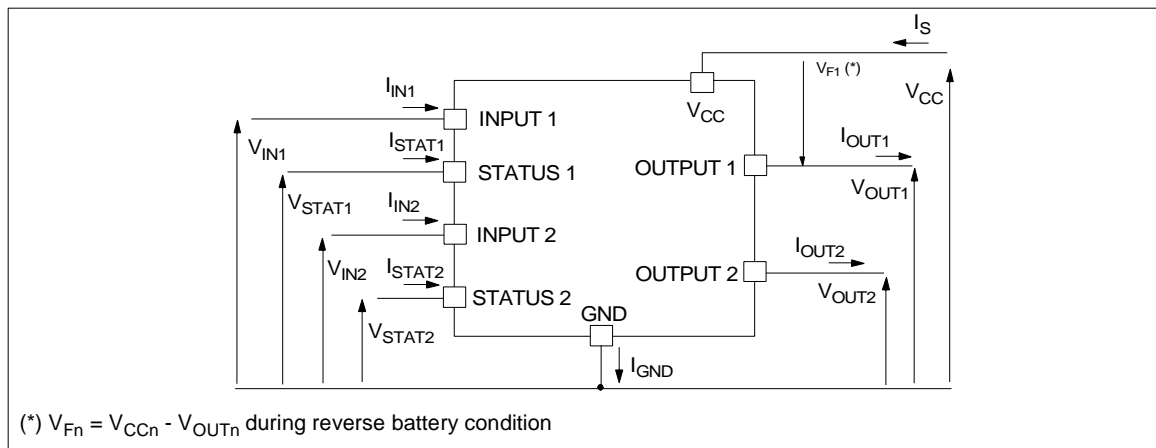 I_S
V_F1 (*)
V_CC
V_CC
I_IN1
INPUT 1
V_IN1
I_STAT1
STATUS 1
V_STAT1
I_IN2
INPUT 2
V_IN2
I_STAT2
STATUS 2
V_STAT2
OUTPUT 1
I_OUT1
V_OUT1
OUTPUT 2
I_OUT2
V_OUT2
GND
I_GND
(*) V_Fn = V_CCn - V_OUTn during reverse battery condition